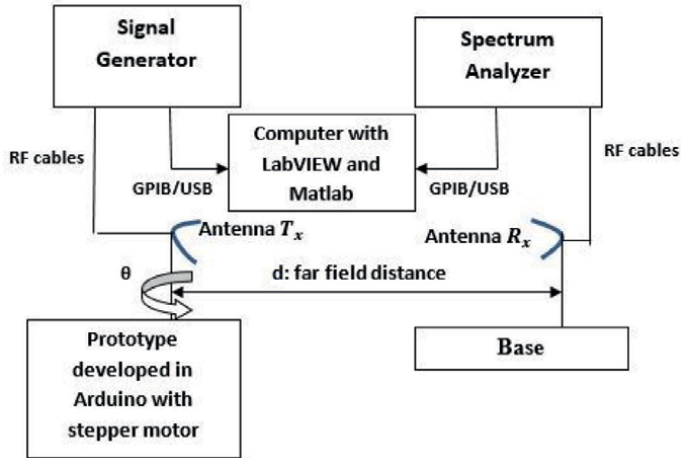 Signal
Generator
Spectrum
Analyzer
Computer with
LabVIEW and
Matlab
RF cables
RF cables
GPIB/USB
GPIB/USB
Antenna Tₓ
Antenna Rₓ
θ
d: far field distance
Prototype
developed in
Arduino with
stepper motor
Base